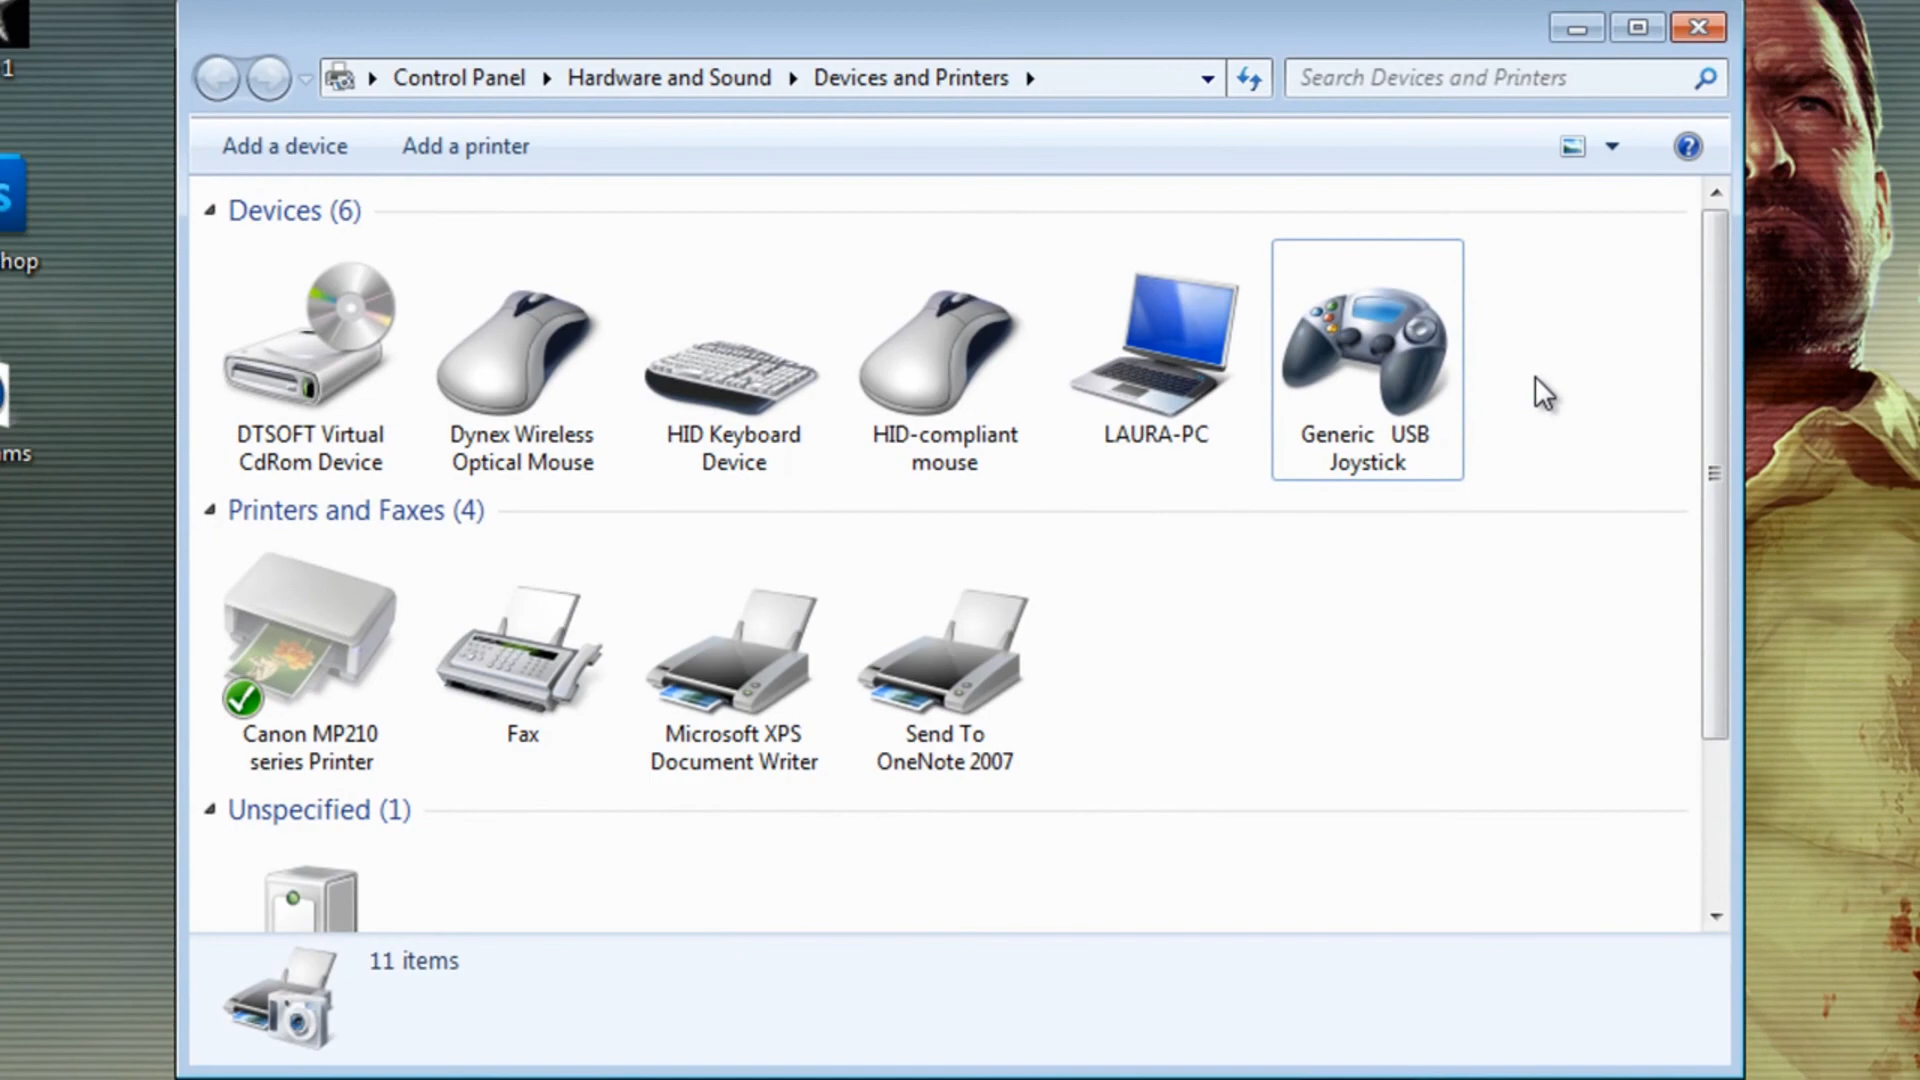 1
hop
ms
Control Panel
Hardware and Sound
Devices and Printers
Search Devices and Printers
Add a device
Add a printer
Devices (6)
DTSOFT Virtual
CdRom Device
Dynex Wireless
Optical Mouse
HID Keyboard
Device
HID-compliant
mouse
LAURA-PC
Generic USB
Joystick
Printers and Faxes (4)
Canon MP210
series Printer
Fax
Microsoft XPS
Document Writer
Send To
OneNote 2007
Unspecified (1)
11 items